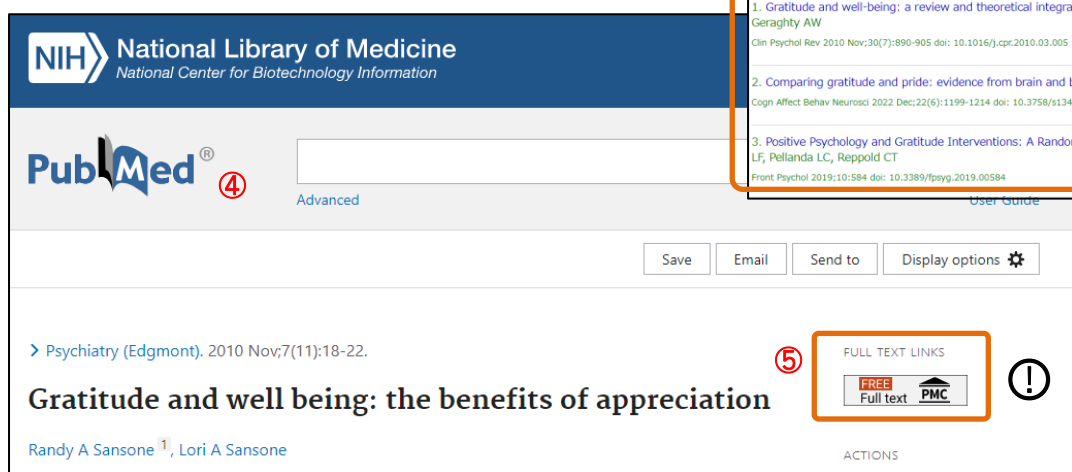 1. Gratitude and well-being: a review and theoretical
Geraghty AW
Clin Psychol Rev 2010 Nov;30(7):890-905 doi: 10.1016/j.cpr.2010.03.005
2. Comparing gratitude and pride: evidence from brain and
Cogn Affect Behav Neurosci 2022 Dec;22(6):1199-1214 doi:
3. Positive Psychology and Gratitude Interventions: A
LF, Pellanda LC, Reppold CT
Front Psychol 2019;10:584 doi: 10.3389/fpsyg.2019.00584
NIH National Library of Medicine
National Center for Biotechnology Information
PubMed®
④
Advanced
User Guide
Save Email Send to Display options
Psychiatry (Edgmont). 2010 Nov;7(11):18-22.
Gratitude and well being: the benefits of appreciation
Randy A Sansone 1, Lori A Sansone
⑤
FULL TEXT LINKS
FREE
Full text PMC
!
ACTIONS